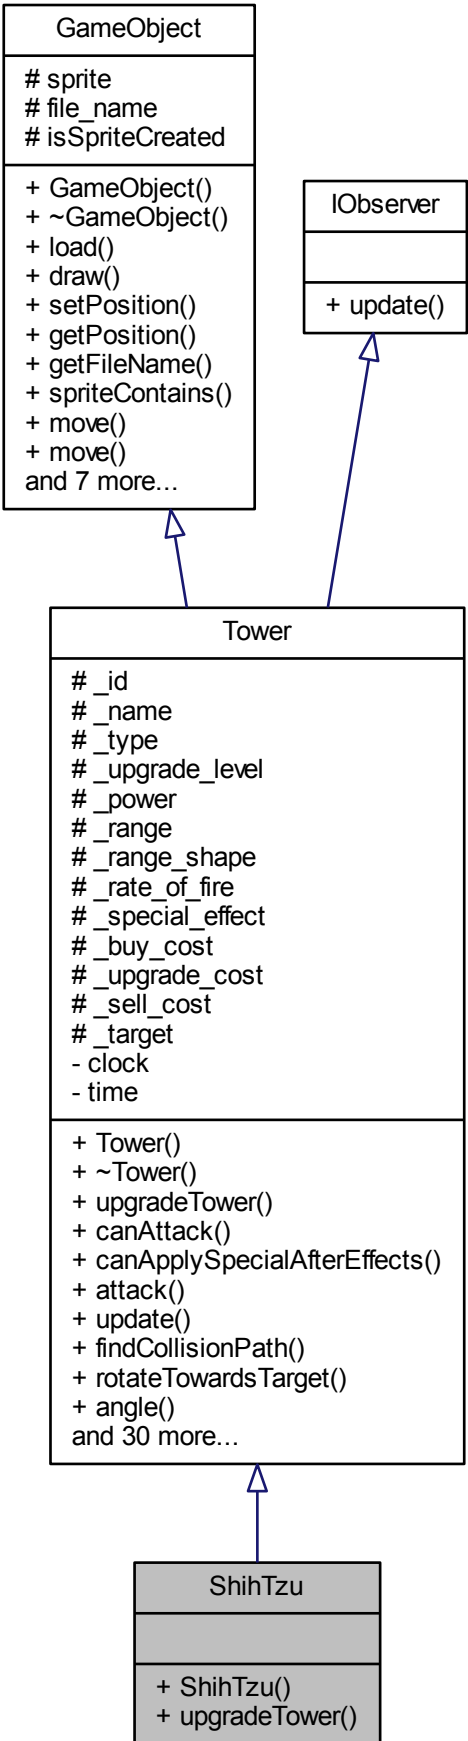 GameObject
# sprite
# file_name
# isSpriteCreated
+ GameObject()
+ ~GameObject()
+ load()
+ draw()
+ setPosition()
+ getPosition()
+ getFileName()
+ spriteContains()
+ move()
+ move()
and 7 more...
IObserver
+ update()
Tower
# _id
# _name
# _type
# _upgrade_level
# _power
# _range
# _range_shape
# _rate_of_fire
# _special_effect
# _buy_cost
# _upgrade_cost
# _sell_cost
# _target
- clock
- time
+ Tower()
+ ~Tower()
+ upgradeTower()
+ canAttack()
+ canApplySpecialAfterEffects()
+ attack()
+ update()
+ findCollisionPath()
+ rotateTowardsTarget()
+ angle()
and 30 more...
ShihTzu
+ ShihTzu()
+ upgradeTower()